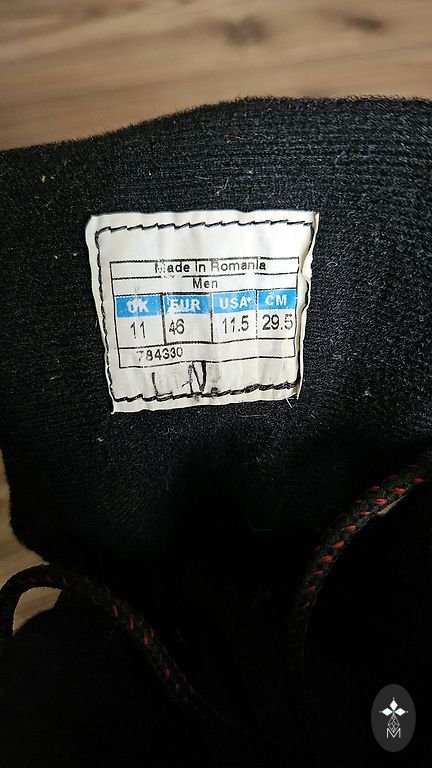 Made In Romania
Men
UK EUR USA CM
11 46 11.5 29.5
784330